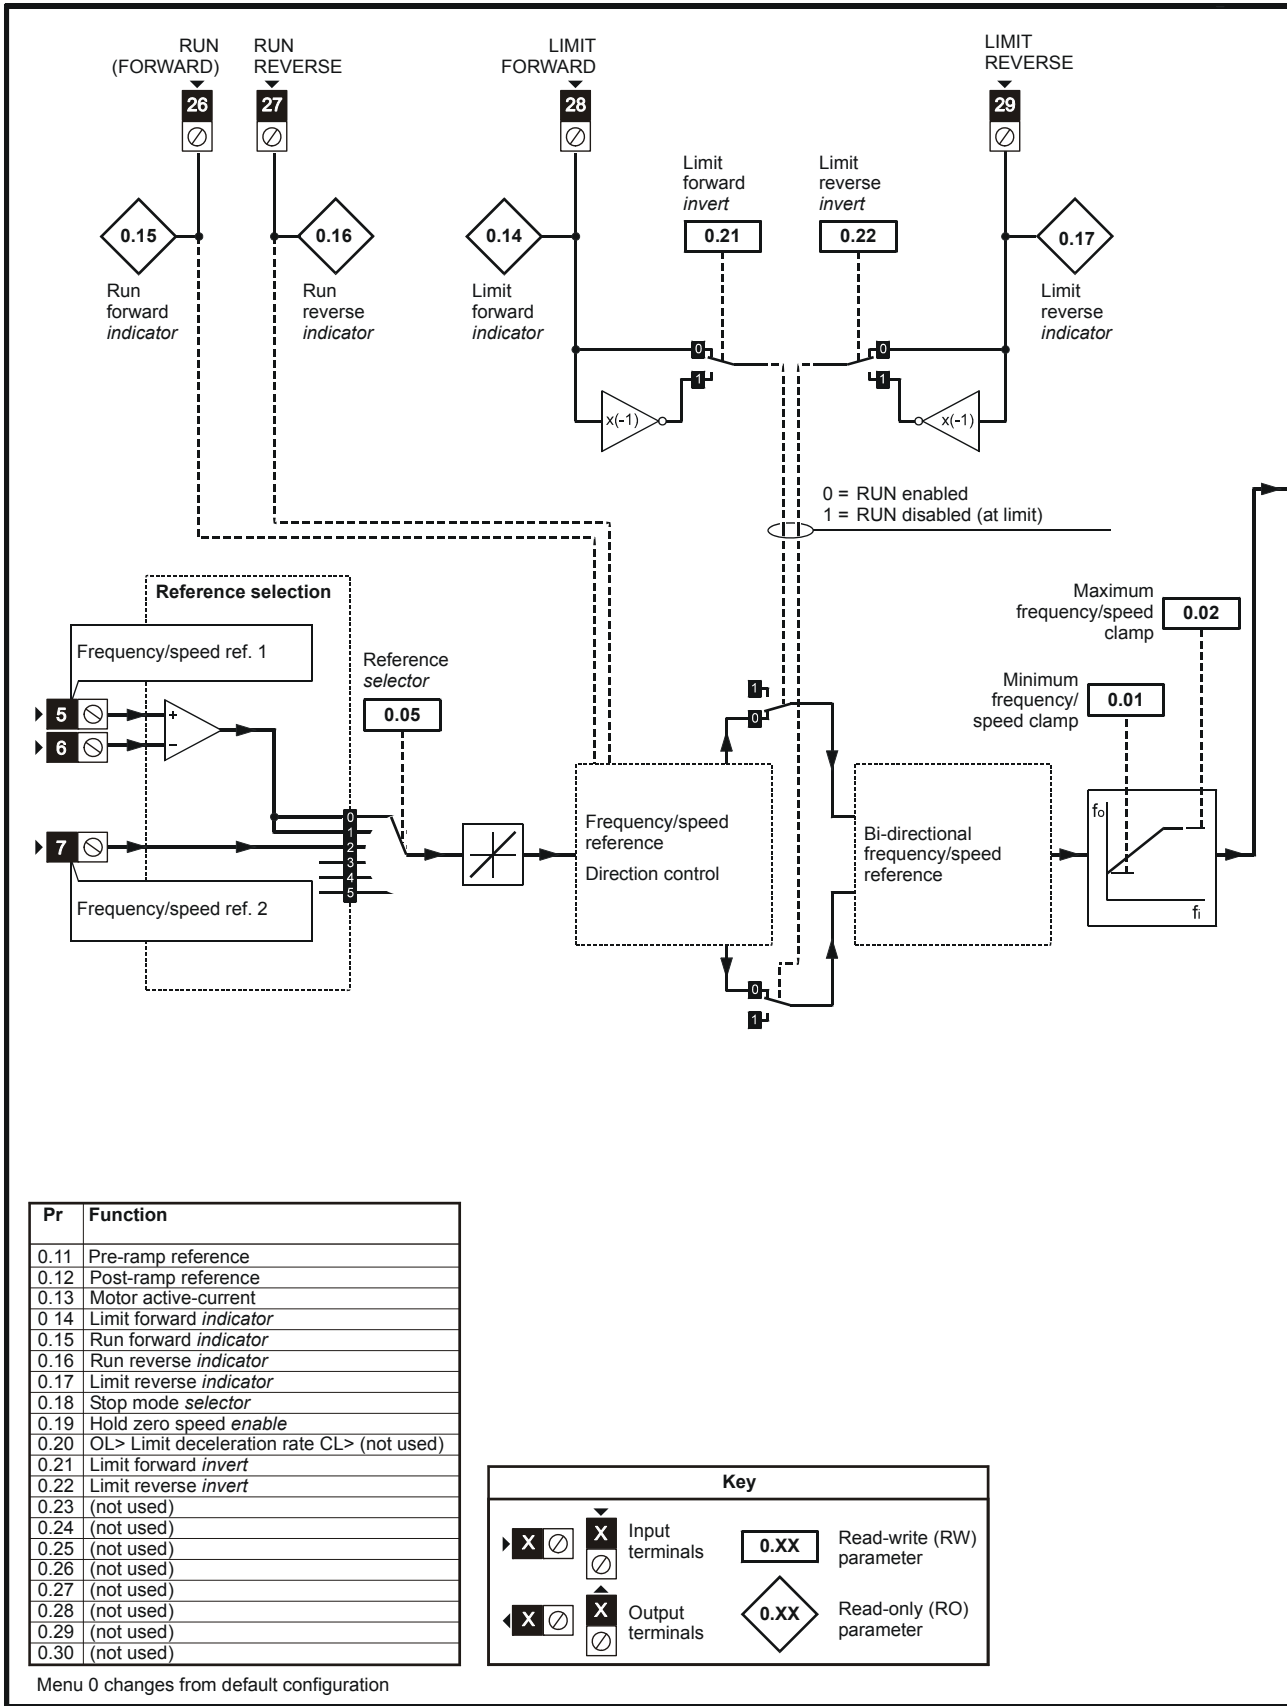 RUN
(FORWARD)
RUN
REVERSE
LIMIT
FORWARD
LIMIT
REVERSE
26
27
28
29
Limit
forward
invert
Limit
reverse
invert
0.15
0.16
0.14
0.21
0.22
0.17
Run
forward
indicator
Run
reverse
indicator
Limit
forward
indicator
Limit
reverse
indicator
0
1
0
1
x(-1)
x(-1)
0 = RUN enabled
1 = RUN disabled (at limit)
Reference selection
Frequency/speed ref. 1
Reference
selector
0.05
5
6
+
−
7
0
1
2
3
4
5
Frequency/speed ref. 2
Frequency/speed
reference
Direction control
1
0
0
1
Bi-directional
frequency/speed
reference
Maximum
frequency/speed
clamp
0.02
Minimum
frequency/
speed clamp
0.01
fo
fi
Pr Function
0.11 Pre-ramp reference
0.12 Post-ramp reference
0.13 Motor active-current
0 14 Limit forward indicator
0.15 Run forward indicator
0.16 Run reverse indicator
0.17 Limit reverse indicator
0.18 Stop mode selector
0.19 Hold zero speed enable
0.20 OL> Limit deceleration rate CL> (not used)
0.21 Limit forward invert
0.22 Limit reverse invert
0.23 (not used)
0.24 (not used)
0.25 (not used)
0.26 (not used)
0.27 (not used)
0.28 (not used)
0.29 (not used)
0.30 (not used)
Menu 0 changes from default configuration
Key
X
X
Input
terminals
0.XX
Read-write (RW)
parameter
X
X
Output
terminals
0.XX
Read-only (RO)
parameter